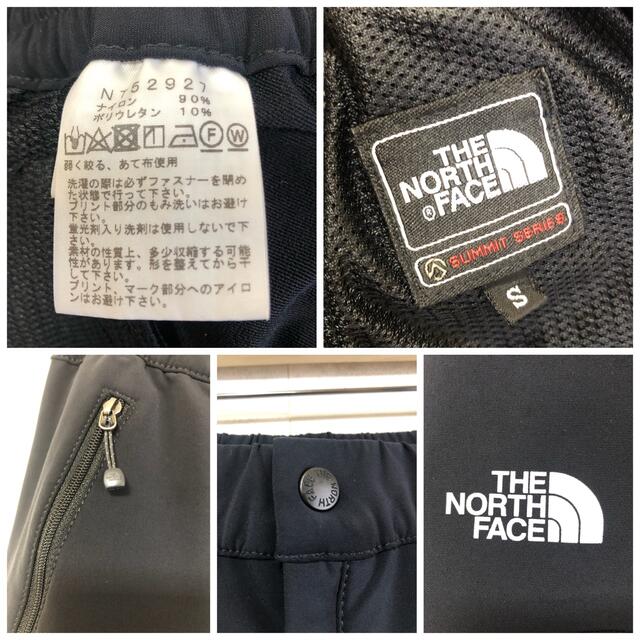 N752927
ナイロン 90%
ポリウレタン 10%
F W
弱く絞る、あて布使用
洗濯の際は必ずファスナーを閉め
た状態で行って下さい。
プリント部分のもみ洗いはお避け
下さい。
蛍光剤入り洗剤は使用しないで下
さい。
素材の性質上、多少収縮する可能
性があります。形を整えてから干
して下さい。
プリント、マーク部分へのアイロ
ンはお避け下さい。
THE
NORTH
FACE
®
SUMMIT SERIES
S
THE NORTH FACE
THE
NORTH
FACE